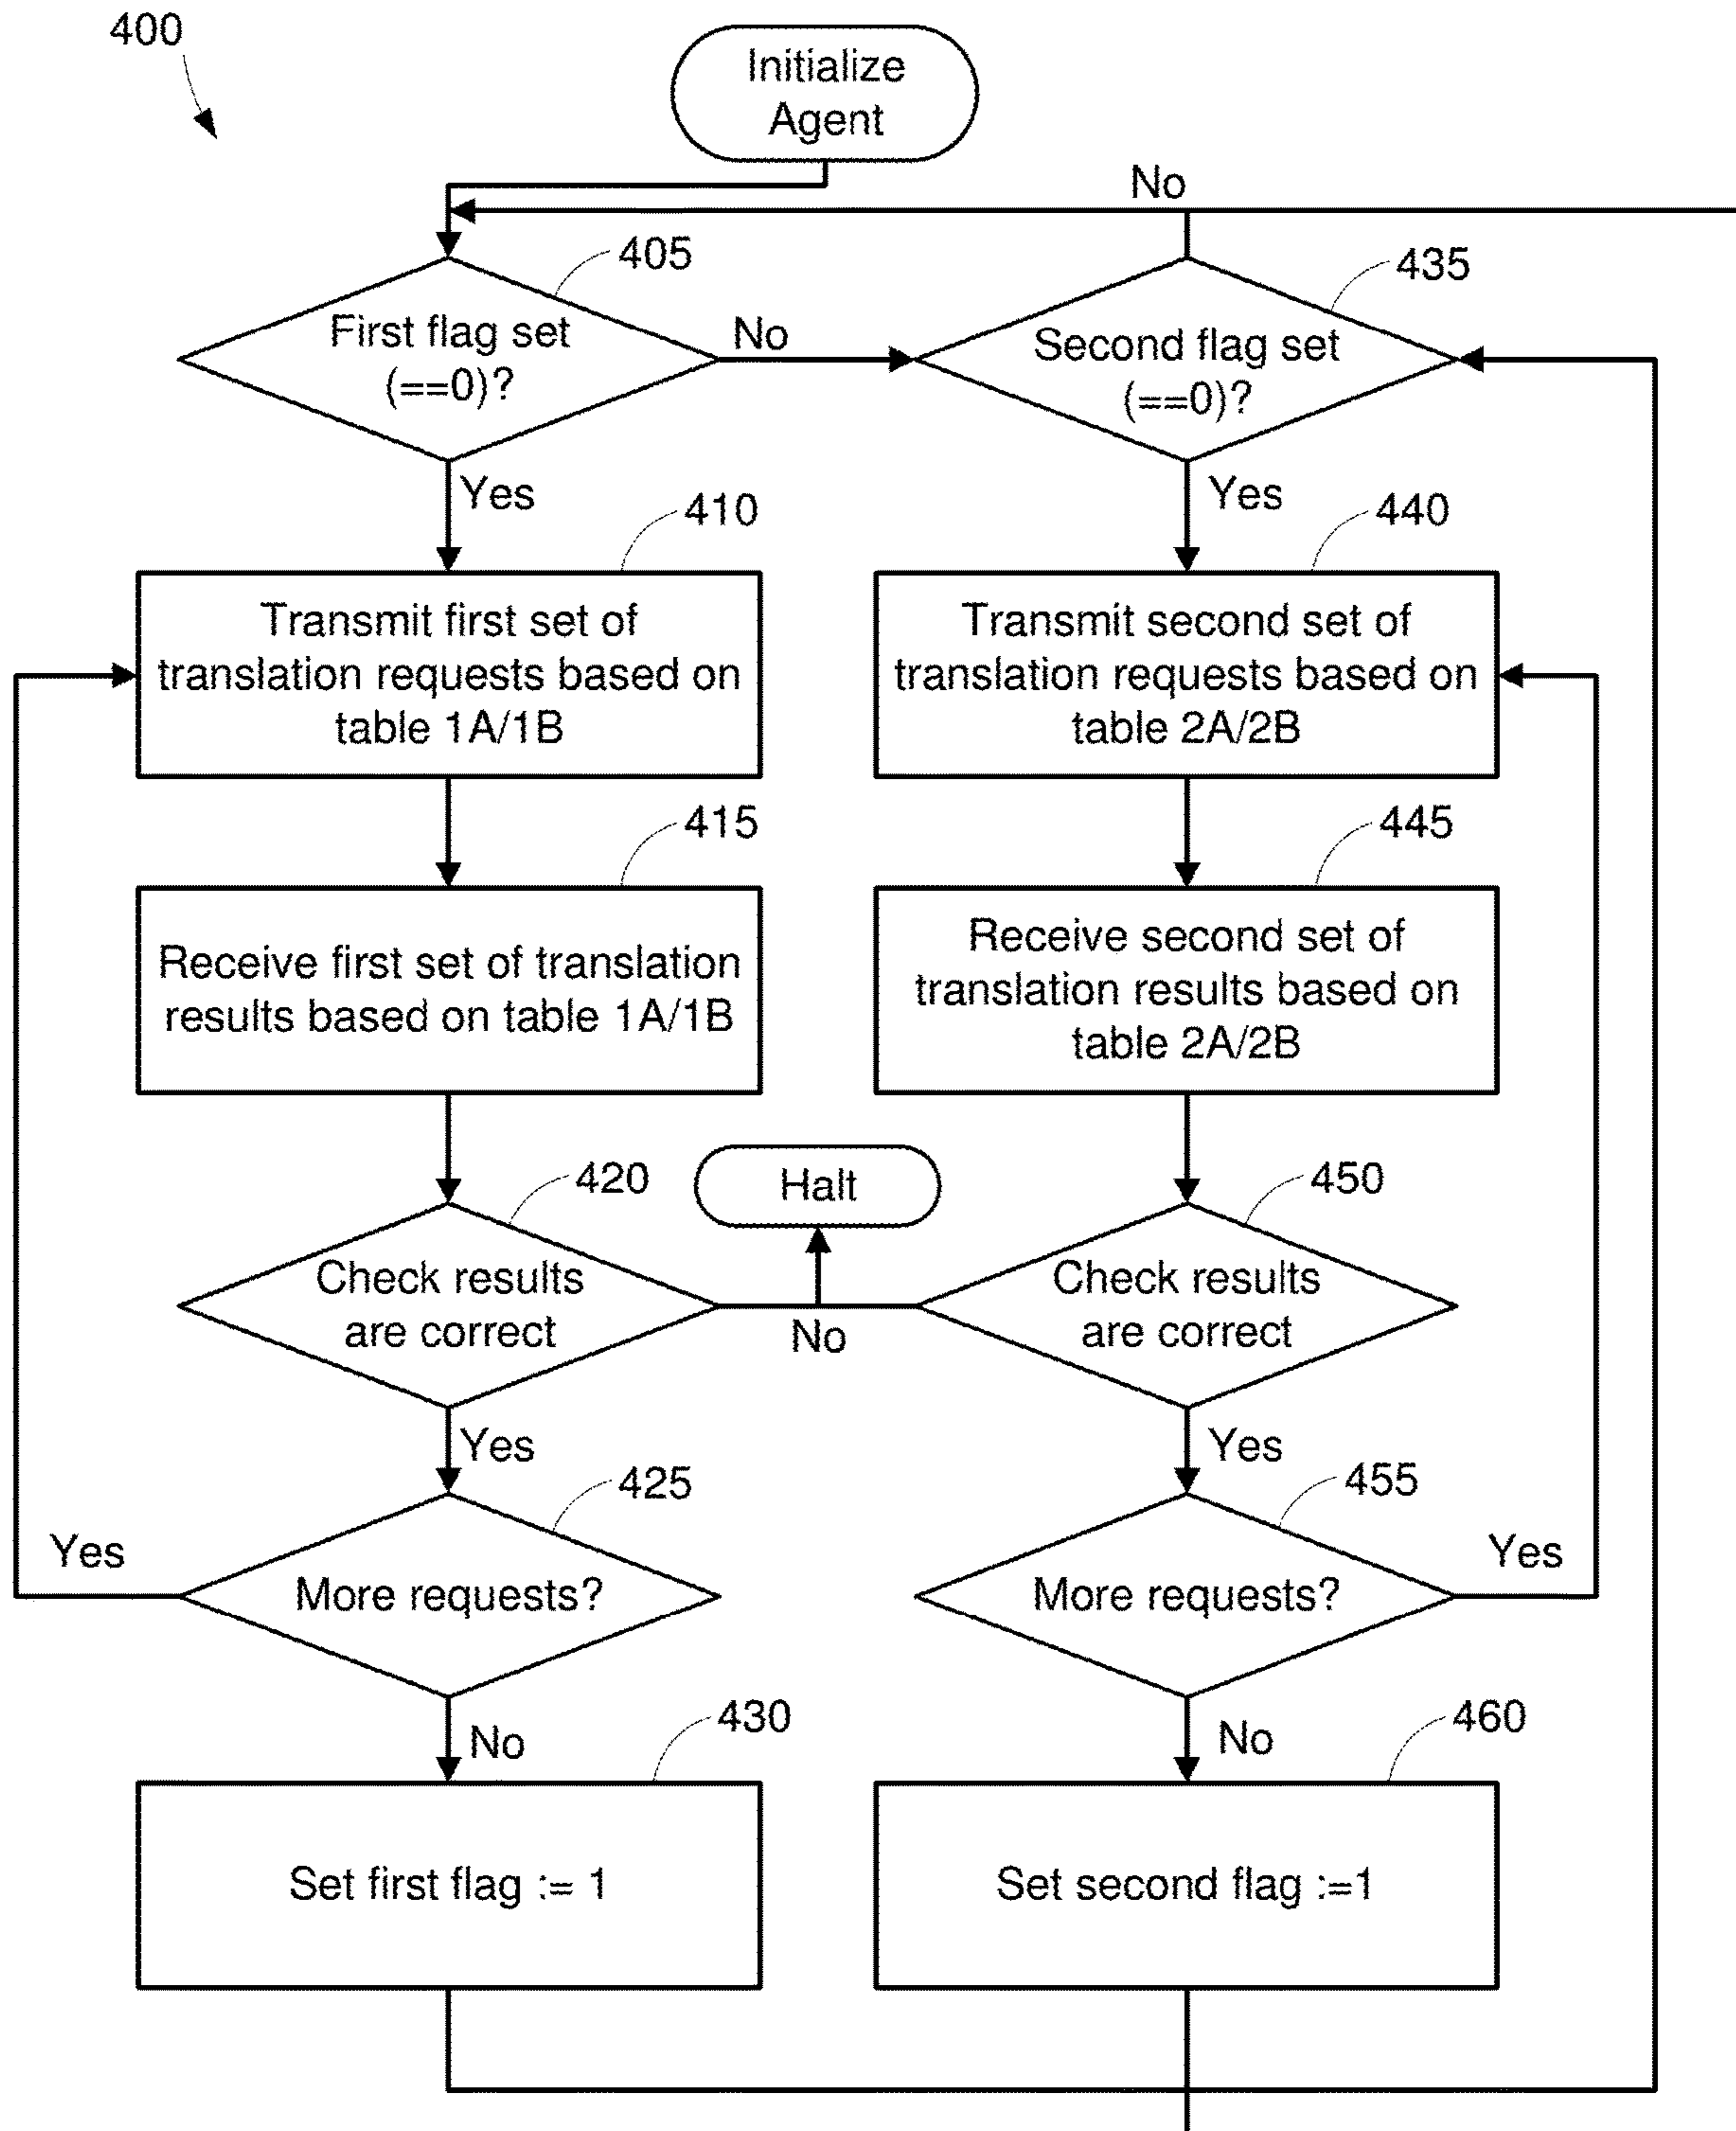 400
Initialize
Agent
No
405
435
First flag set
(==0)?
No
Second flag set
(==0)?
Yes
Yes
410
440
Transmit first set of
translation requests based on
table 1A/1B
Transmit second set of
translation requests based on
table 2A/2B
415
445
Receive first set of translation
results based on table 1A/1B
Receive second set of
translation results based on
table 2A/2B
420
Halt
450
Check results
are correct
No
Check results
are correct
Yes
Yes
425
455
Yes
More requests?
More requests?
Yes
430
460
No
No
Set first flag := 1
Set second flag :=1